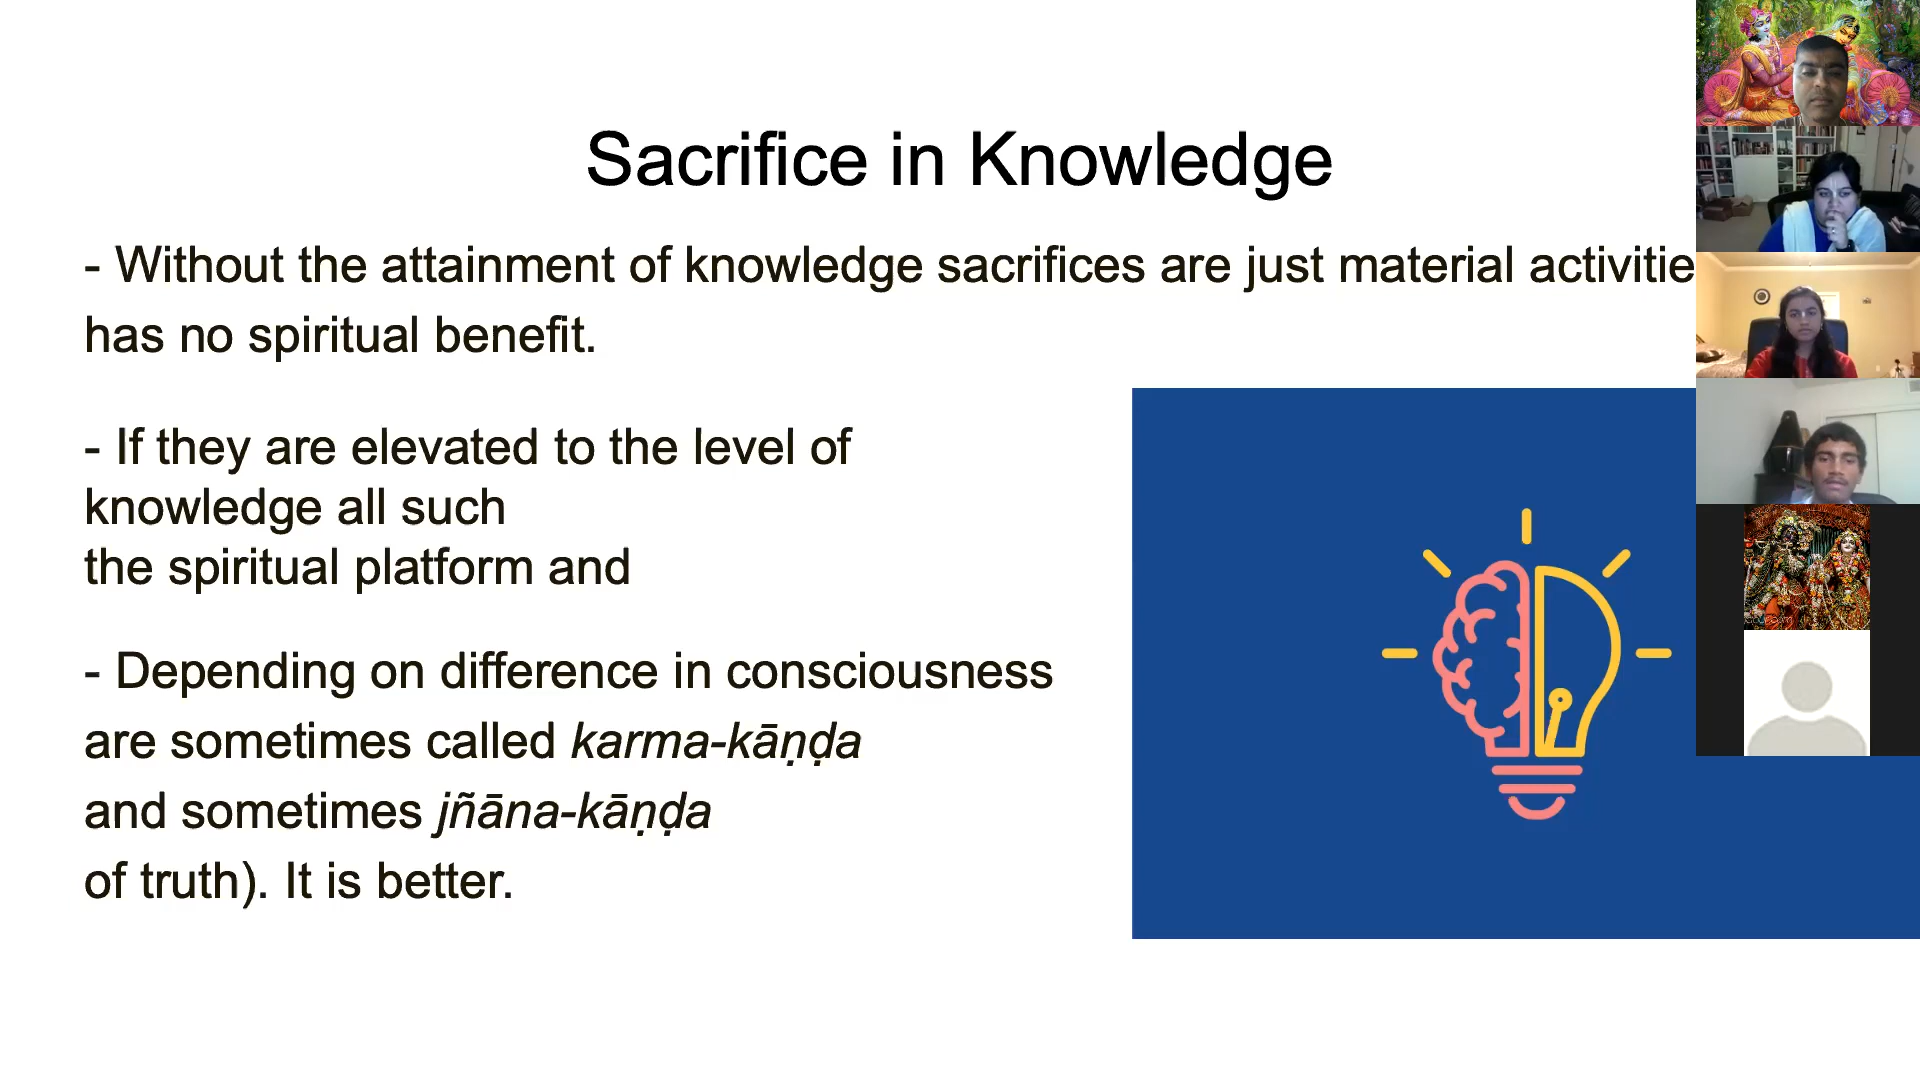 Sacrifice in Knowledge
- Without the attainment of knowledge sacrifices are just material activitie
has no spiritual benefit.
- If they are elevated to the level of
knowledge all such
the spiritual platform and
- Depending on difference in consciousness
are sometimes called karma-kāṇḍa
and sometimes jñāna-kāṇḍa
of truth). It is better.